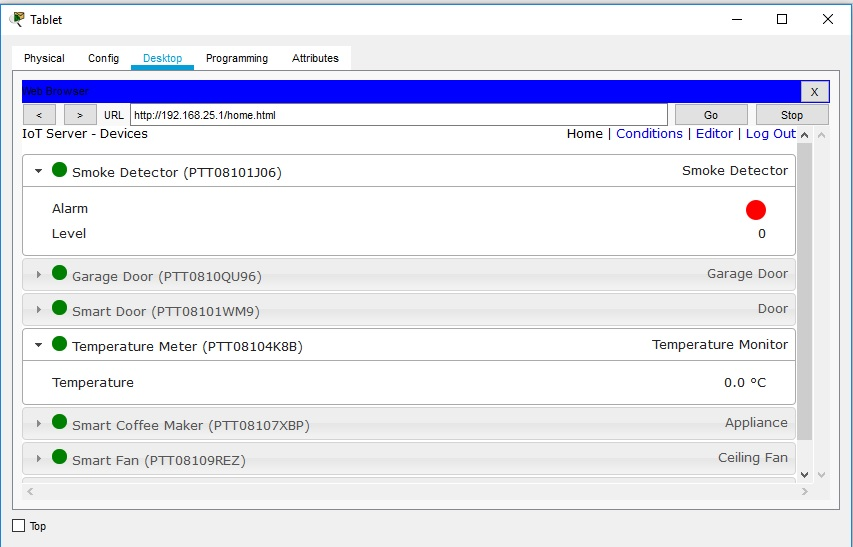 Tablet
Physical Config Desktop Programming Attributes
Web Browser X
< > URL http://192.168.25.1/home.html Go Stop
IoT Server - Devices Home | Conditions | Editor | Log Out
Smoke Detector (PTT08101J06) Smoke Detector
Alarm
Level 0
Garage Door (PTT0810QU96) Garage Door
Smart Door (PTT08101WM9) Door
Temperature Meter (PTT08104K8B) Temperature Monitor
Temperature 0.0 °C
Smart Coffee Maker (PTT08107XBP) Appliance
Smart Fan (PTT08109REZ) Ceiling Fan
Top